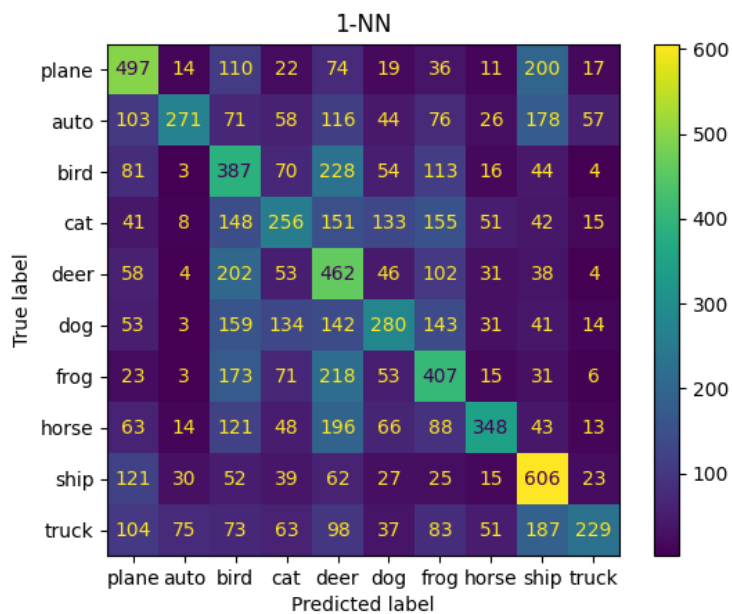 1-NN
plane 497 14 110 22 74 19 36 11 200 17
auto 103 271 71 58 116 44 76 26 178 57
bird 81 3 387 70 228 54 113 16 44 4
cat 41 8 148 256 151 133 155 51 42 15
deer 58 4 202 53 462 46 102 31 38 4
dog 53 3 159 134 142 280 143 31 41 14
frog 23 3 173 71 218 53 407 15 31 6
horse 63 14 121 48 196 66 88 348 43 13
ship 121 30 52 39 62 27 25 15 606 23
truck 104 75 73 63 98 37 83 51 187 229
plane auto bird cat deer dog frog horse ship truck
Predicted label
True label
600
500
400
300
200
100